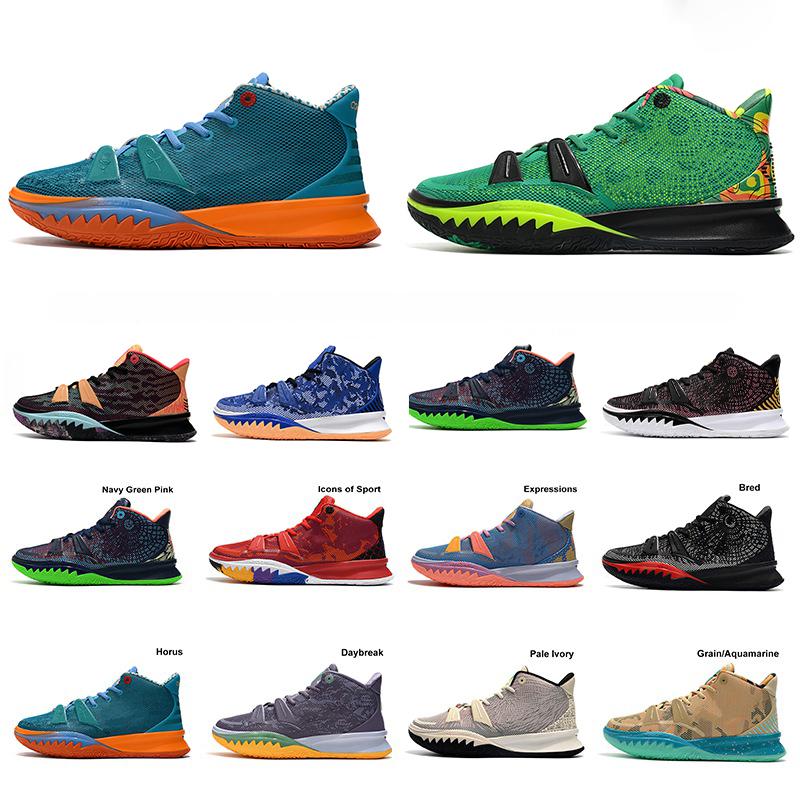 Navy Green Pink
Icons of Sport
Expressions
Bred
Horus
Daybreak
Pale Ivory
Grain/Aquamarine